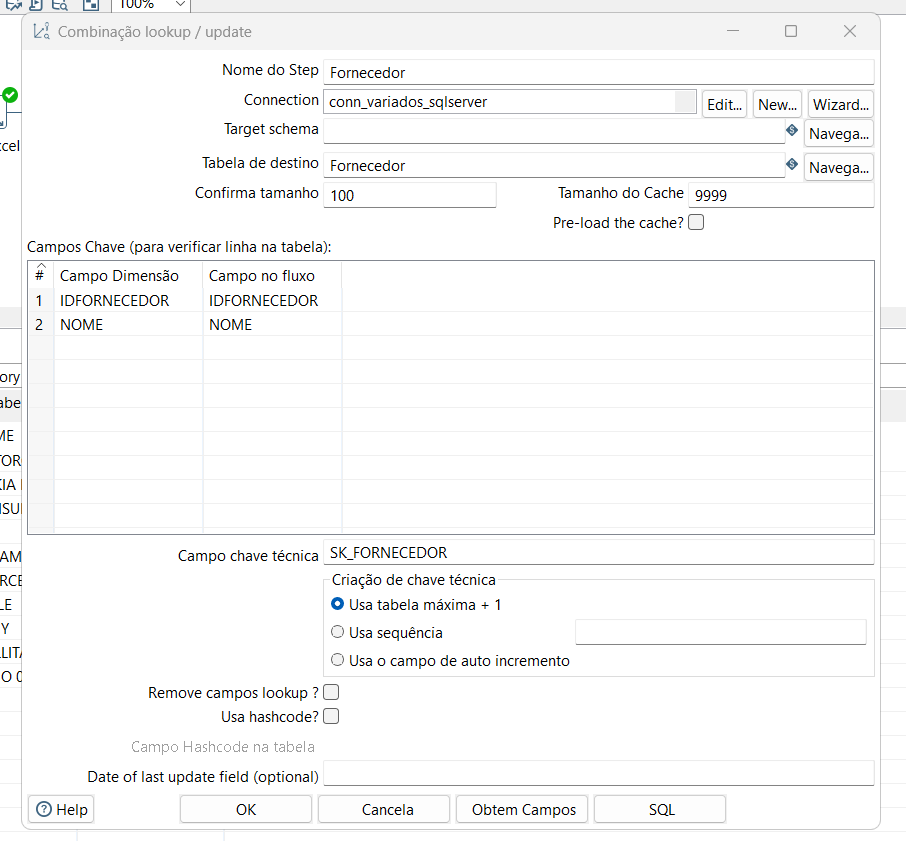 100%
Combinação lookup / update
Nome do Step Fornecedor
Connection conn_variados_sqlserver Edit... New... Wizard...
Target schema Navega...
Tabela de destino Fornecedor Navega...
Confirma tamanho 100 Tamanho do Cache 9999
Pre-load the cache?
Campos Chave (para verificar linha na tabela):
# Campo Dimensão Campo no fluxo
1 IDFORNECEDOR IDFORNECEDOR
2 NOME NOME
Campo chave técnica SK_FORNECEDOR
Criação de chave técnica
Usa tabela máxima + 1
Usa sequência
Usa o campo de auto incremento
Remove campos lookup ?
Usa hashcode?
Campo Hashcode na tabela
Date of last update field (optional)
Help OK Cancela Obtem Campos SQL